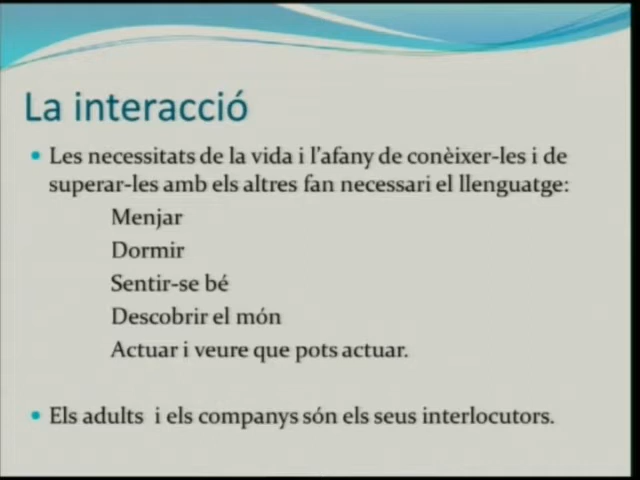 La interacció
• Les necessitats de la vida i l'afany de conèixer-les i de
superar-les amb els altres fan necessari el llenguatge:
Menjar
Dormir
Sentir-se bé
Descobrir el món
Actuar i veure que pots actuar.
• Els adults i els companys són els seus interlocutors.